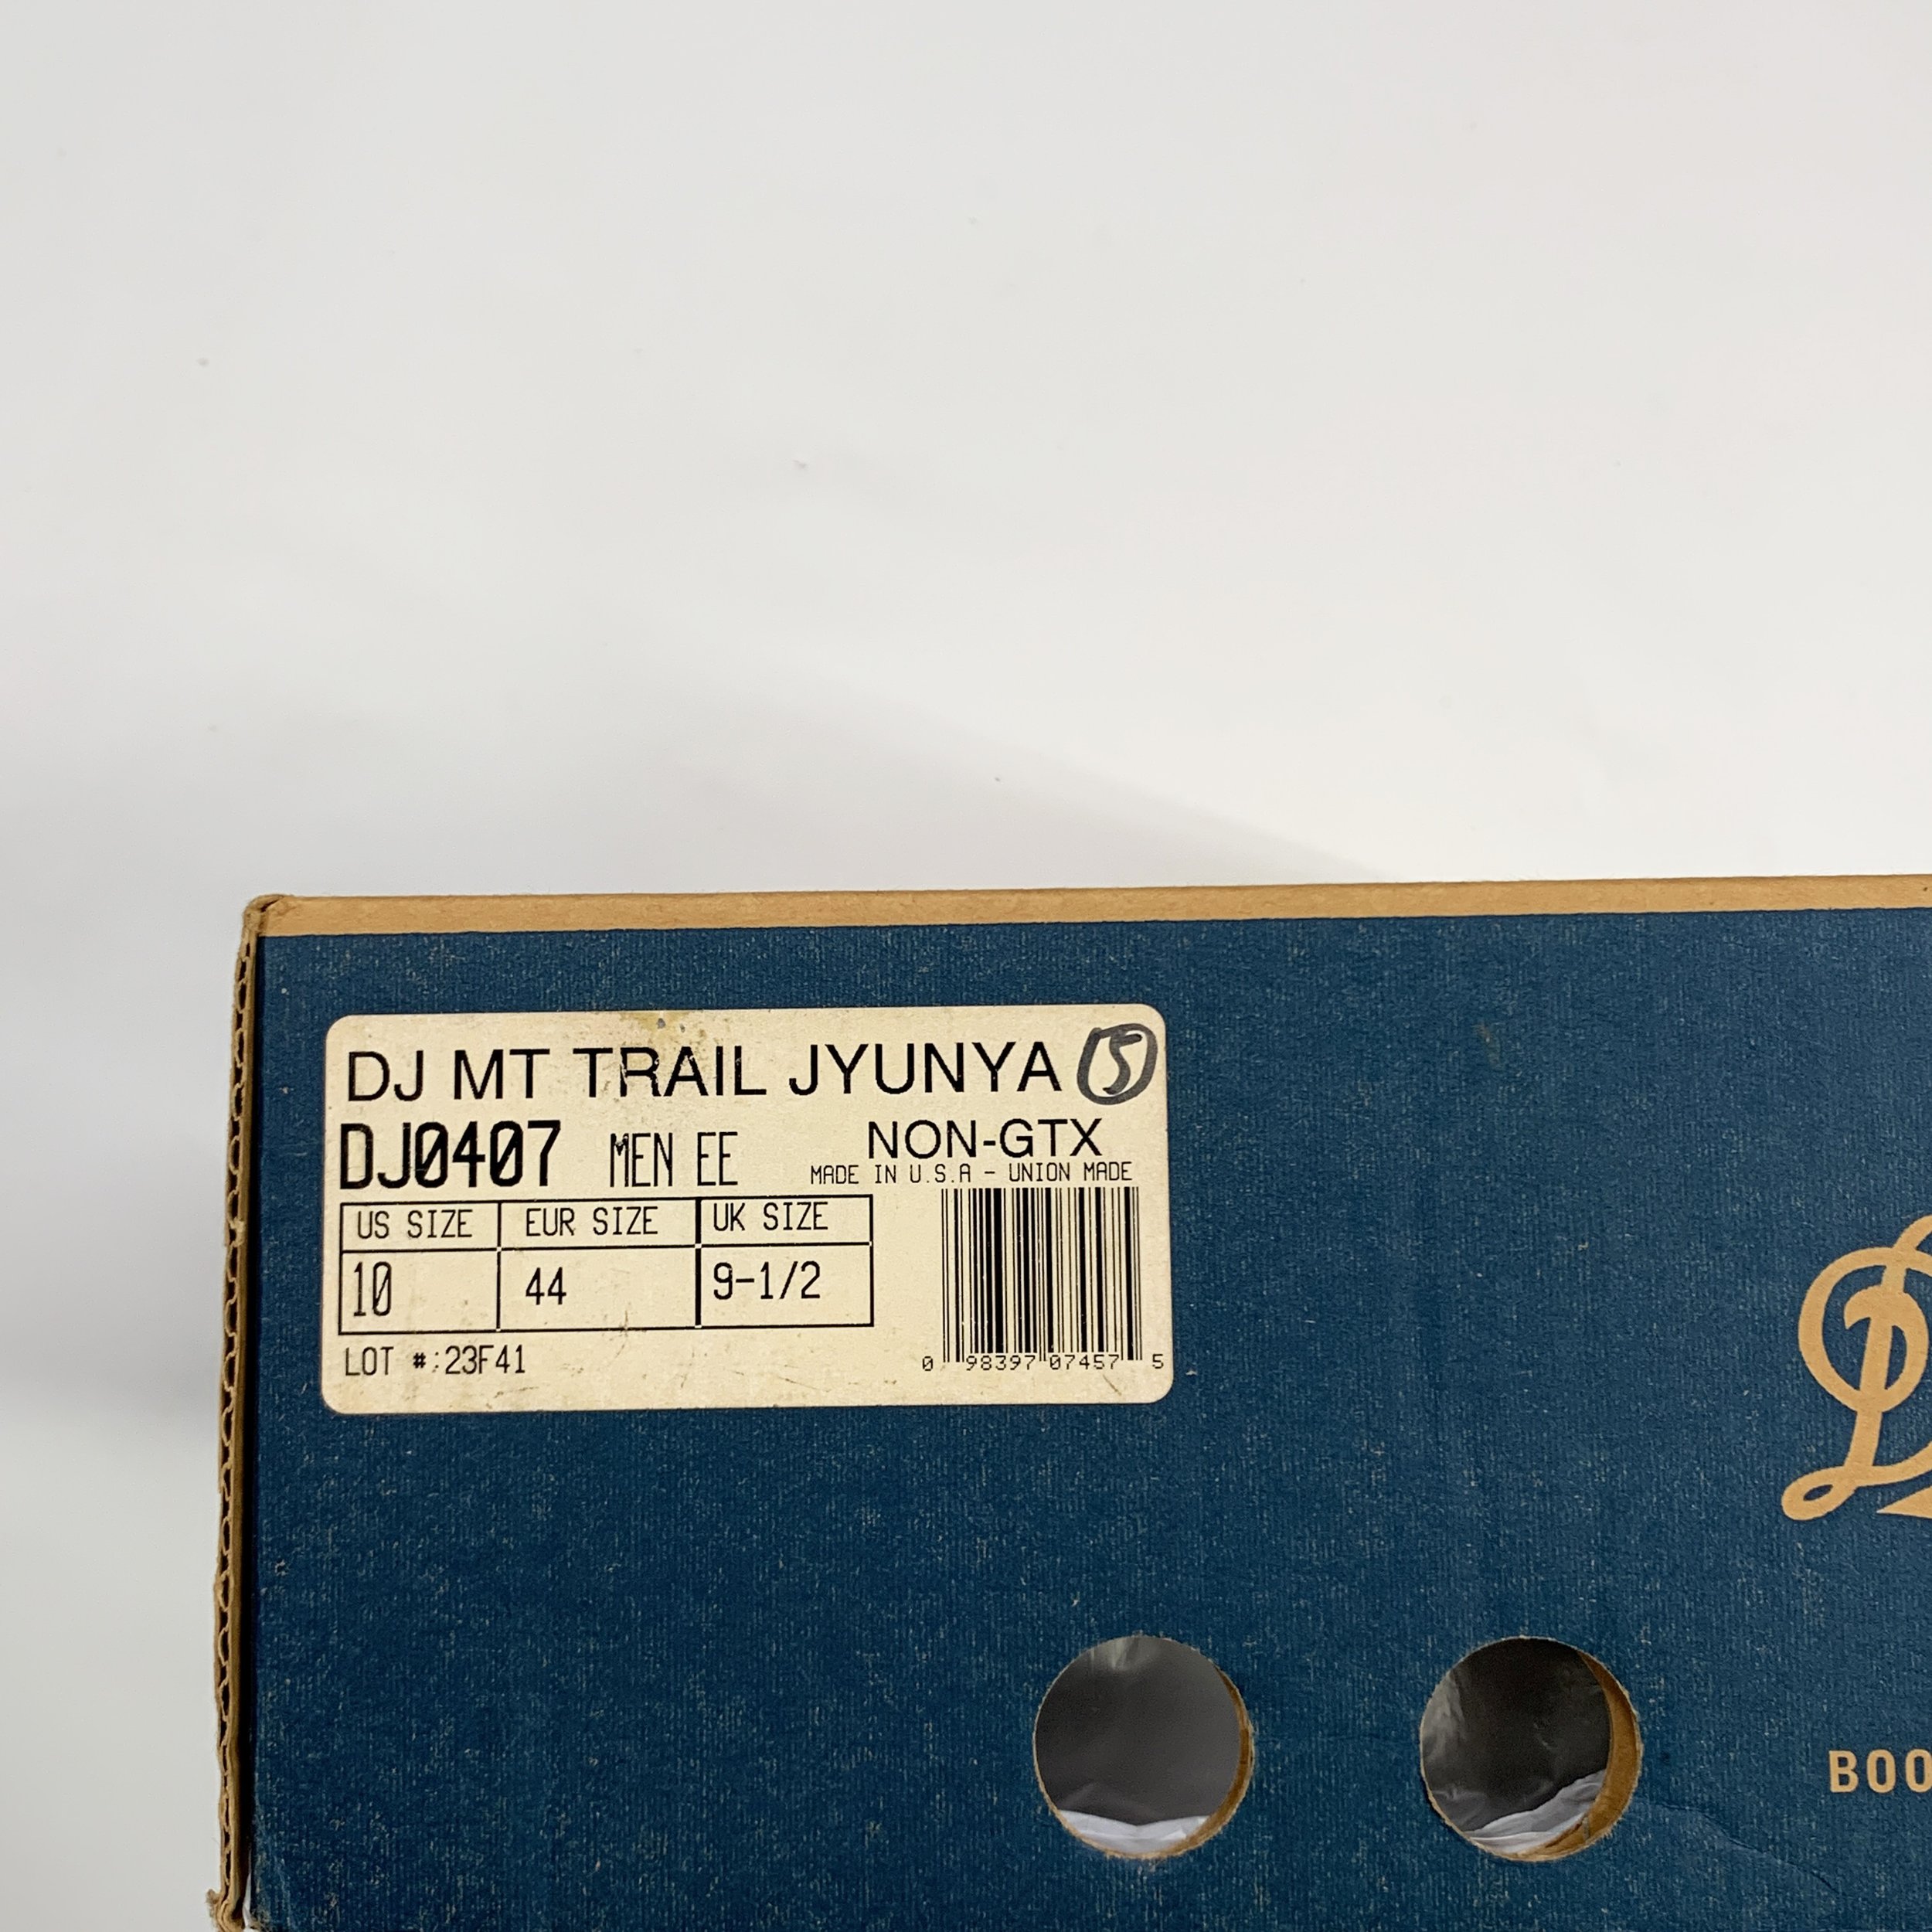 DJ MT TRAIL JYUNYA 15
DJ0407 MEN EE NON-GTX
MADE IN U.S.A - UNION MADE
US SIZE EUR SIZE UK SIZE
10 44 9-1/2
LOT #:23F41
0 98397 07457 5
D
BOO